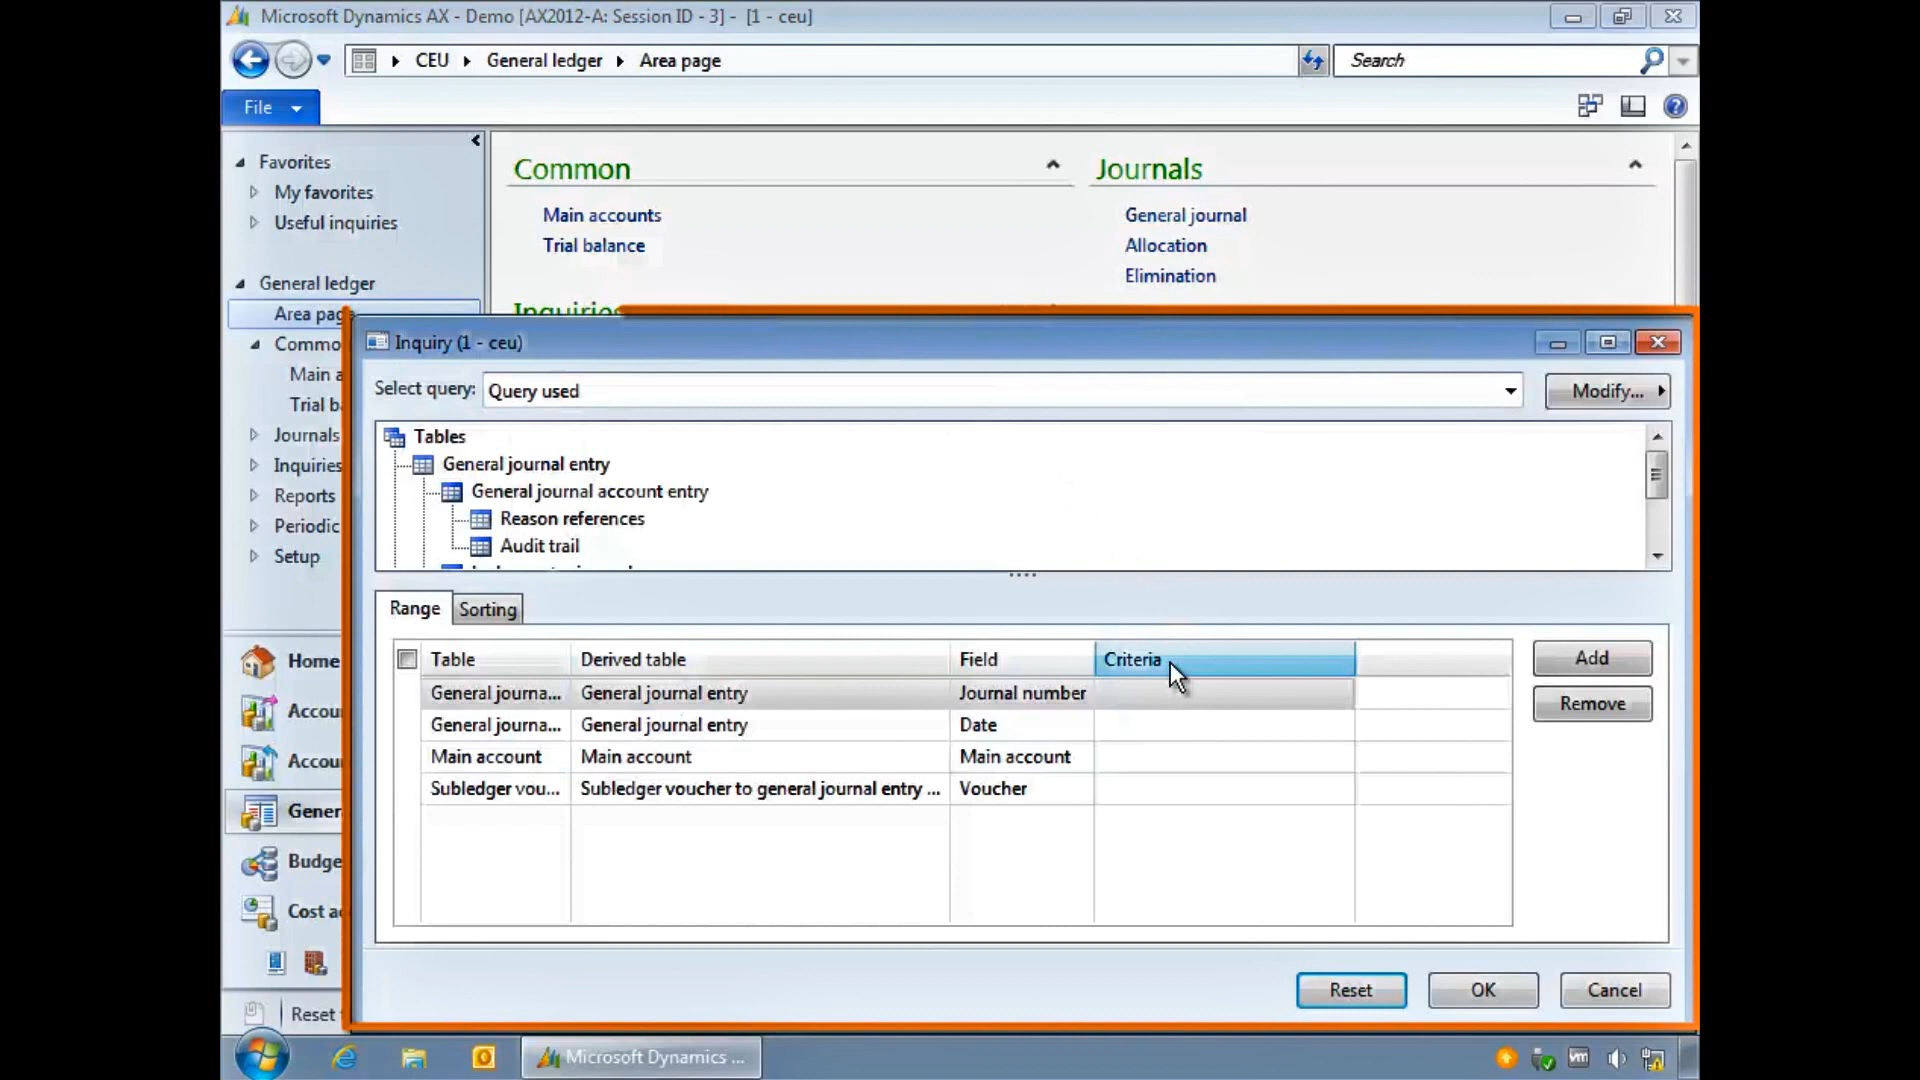 Microsoft Dynamics AX - Demo [AX2012-A: Session ID - 3] - [1 - ceu]
CEU General ledger Area page
Search
File
Favorites
My favorites
Useful inquiries
General ledger
Area page
Main a
Trial b
Journals
Inquiries
Reports
Periodic
Setup
Home
Accou
Accou
Gener
Budge
Cost a
Reset
Common
Main accounts
Trial balance
Journals
General journal
Allocation
Elimination
Inquiries
Inquiry (1 - ceu)
Select query: Query used
Modify...
Tables
General journal entry
General journal account entry
Reason references
Audit trail
Range Sorting
Table Derived table Field Criteria
General journa... General journal entry Journal number
General journa... General journal entry Date
Main account Main account Main account
Subledger vou... Subledger voucher to general journal entry ... Voucher
Add
Remove
Reset OK Cancel
Microsoft Dynamics ...
vm